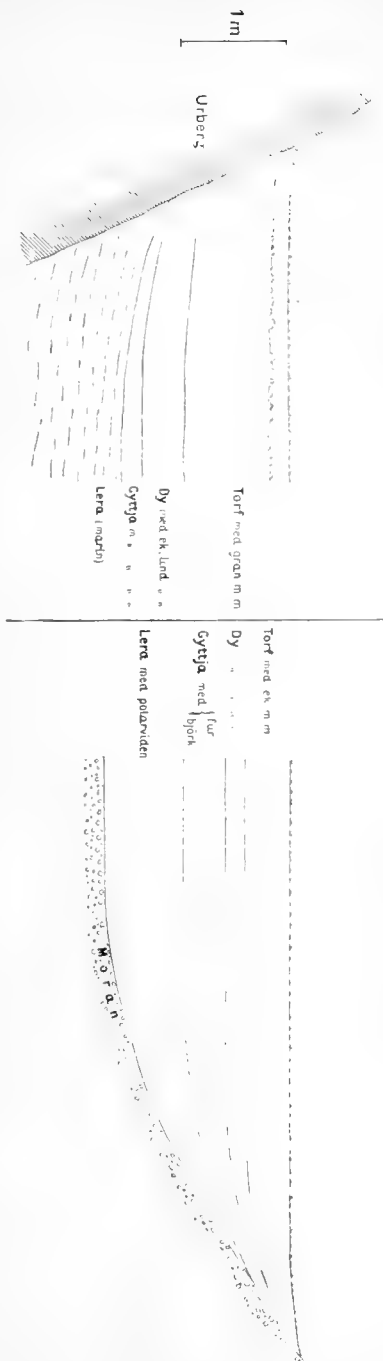 1 m
Urberg
Torf med gran m m
Dy med ek, lind " "
Gyttja m " " " "
Lera (marin)
Torf med ek m m
Dy " " " "
Gyttja med { fur
björk
Lera med polarviden
Morän